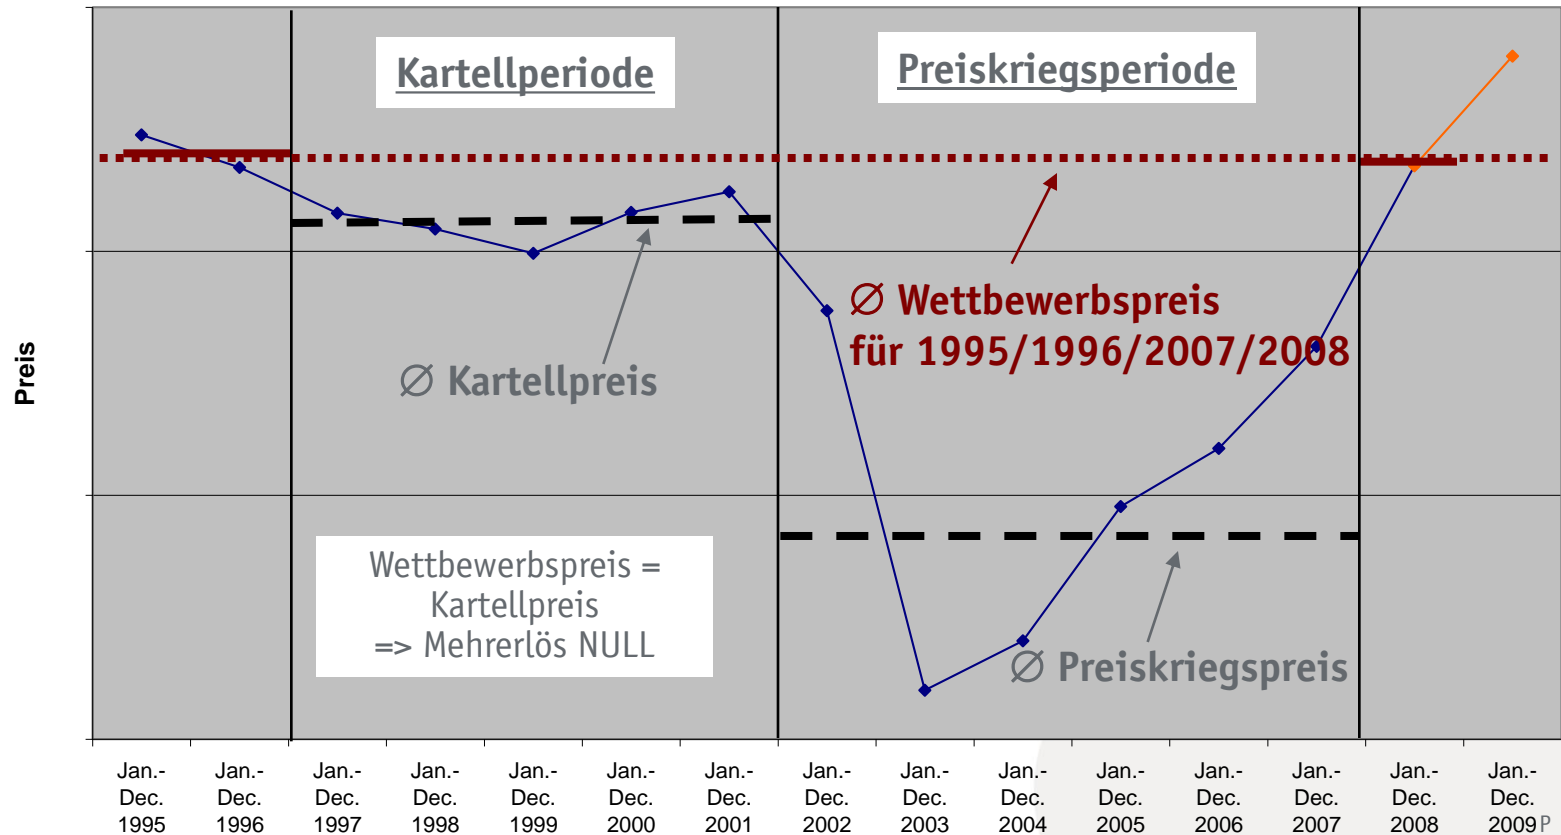 Kartellperiode
Preiskriegsperiode
∅ Wettbewerbspreis
für 1995/1996/2007/2008
∅ Kartellpreis
Preis
Wettbewerbspreis =
Kartellpreis
=> Mehrerlös NULL
∅ Preiskriegspreis
Jan.- Jan.- Jan.- Jan.- Jan.- Jan.- Jan.- Jan.- Jan.- Jan.- Jan.- Jan.- Jan.- Jan.- Jan.-
Dec. Dec. Dec. Dec. Dec. Dec. Dec. Dec. Dec. Dec. Dec. Dec. Dec. Dec. Dec.
1995 1996 1997 1998 1999 2000 2001 2002 2003 2004 2005 2006 2007 2008 2009 P